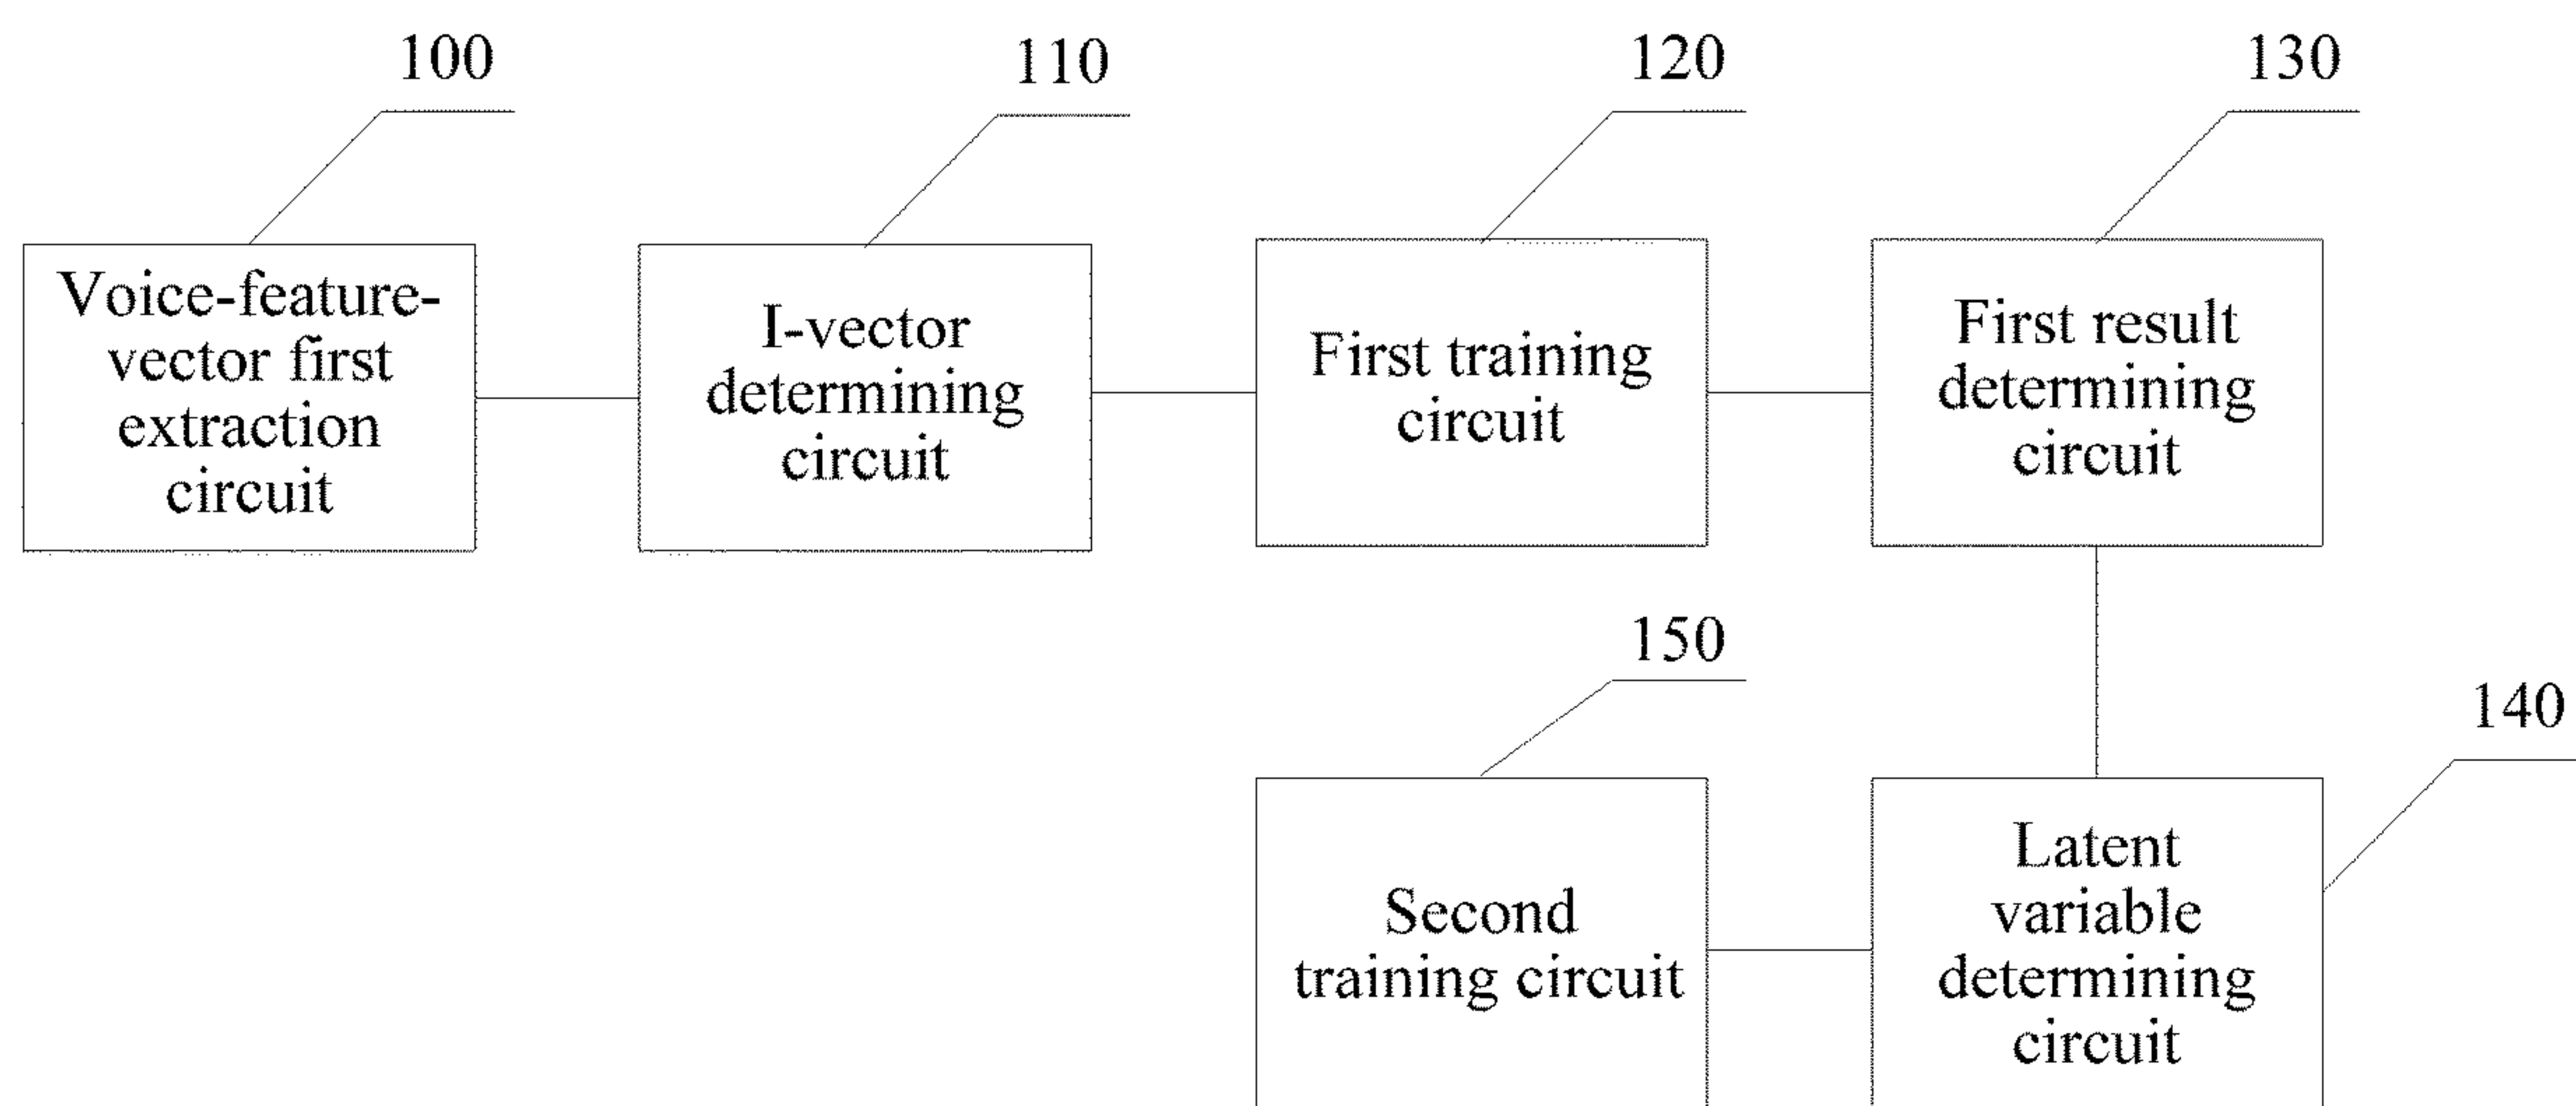 100
110
120
130
Voice-feature-
vector first
extraction
circuit
I-vector
determining
circuit
First training
circuit
First result
determining
circuit
150
140
Second
training circuit
Latent
variable
determining
circuit